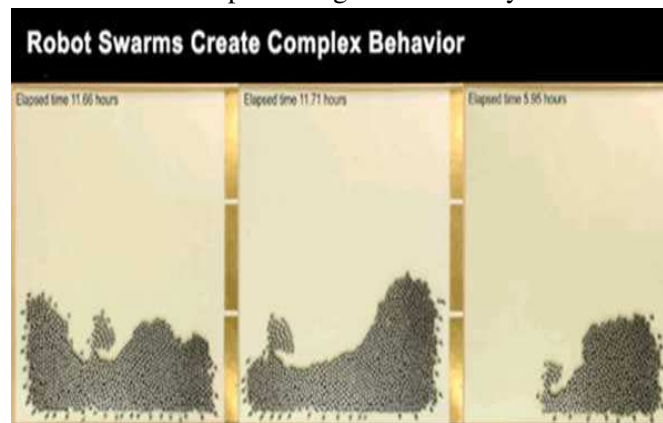 Robot Swarms Create Complex Behavior
Elapsed time 11.66 hours
Elapsed time 11.71 hours
Elapsed time 5.95 hours